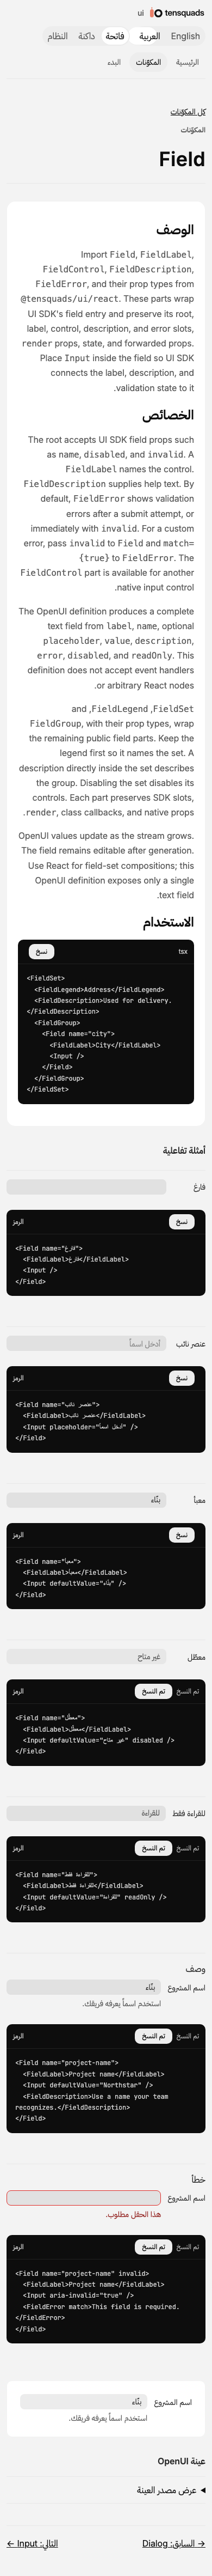 tensquads ui
English العربية فاتحة داكنة النظام
الرئيسية المكوّنات البدء
كل المكوّنات
المكوّنات
Field
الوصف
Import Field, FieldLabel,
FieldControl, FieldDescription,
FieldError, and their prop types from
@tensquads/ui/react. These parts wrap
UI SDK's field entry and preserve its root,
label, control, description, and error slots,
render props, state, and forwarded props.
Place Input inside the field so UI SDK
connects the label, description, and
validation state to it.
الخصائص
The root accepts UI SDK field props such
as name, disabled, and invalid. A
FieldLabel names the control.
FieldDescription supplies help text. By
default, FieldError shows validation
errors after a submit attempt, or
immediately with invalid. For a custom
error, pass invalid to Field and match=
{true} to FieldError. The
FieldControl part is available for another
native input control.
The OpenUI definition produces a complete
text field from label, name, optional
placeholder, value, description,
error, disabled, and readOnly. This
definition does not accept event handlers
or arbitrary React nodes.
FieldSet, FieldLegend, and
FieldGroup, with their prop types, wrap
the remaining public field parts. Keep the
legend first so it names the set. A
description directly inside the set describes
the group. Disabling the set disables its
controls. Each part preserves SDK slots,
render, class callbacks, and native props.
OpenUI values update as the stream grows.
The field remains editable after generation.
Use React for field-set compositions; this
OpenUI definition exposes only a single
text field.
الاستخدام
tsx نسخ
<FieldSet>
<FieldLegend>Address</FieldLegend>
<FieldDescription>Used for delivery.
</FieldDescription>
<FieldGroup>
<Field name="city">
<FieldLabel>City</FieldLabel>
<Input />
</Field>
</FieldGroup>
</FieldSet>
أمثلة تفاعلية
فارغ
نسخ الرمز
<Field name="فارغ">
<FieldLabel>فارغ</FieldLabel>
<Input />
</Field>
عنصر نائب أدخل اسماً
نسخ الرمز
<Field name="عنصر نائب">
<FieldLabel>عنصر نائب</FieldLabel>
<Input placeholder="أدخل اسماً" />
</Field>
معبأ بنّاء
نسخ الرمز
<Field name="معبأ">
<FieldLabel>معبأ</FieldLabel>
<Input defaultValue="بنّاء" />
</Field>
معطّل غير متاح
تم النسخ تم النسخ الرمز
<Field name="معطّل">
<FieldLabel>معطّل</FieldLabel>
<Input defaultValue="غير متاح" disabled />
</Field>
للقراءة فقط للقراءة
تم النسخ تم النسخ الرمز
<Field name="للقراءة فقط">
<FieldLabel>للقراءة فقط</FieldLabel>
<Input defaultValue="للقراءة" readOnly />
</Field>
وصف
اسم المشروع بنّاء
استخدم اسماً يعرفه فريقك.
تم النسخ تم النسخ الرمز
<Field name="project-name">
<FieldLabel>Project name</FieldLabel>
<Input defaultValue="Northstar" />
<FieldDescription>Use a name your team
recognizes.</FieldDescription>
</Field>
خطأ
اسم المشروع
هذا الحقل مطلوب.
تم النسخ تم النسخ الرمز
<Field name="project-name" invalid>
<FieldLabel>Project name</FieldLabel>
<Input aria-invalid="true" />
<FieldError match>This field is required.
</FieldError>
</Field>
اسم المشروع بنّاء
استخدم اسماً يعرفه فريقك.
عينة OpenUI
عرض مصدر العينة
→ السابق: Dialog التالي: Input ←